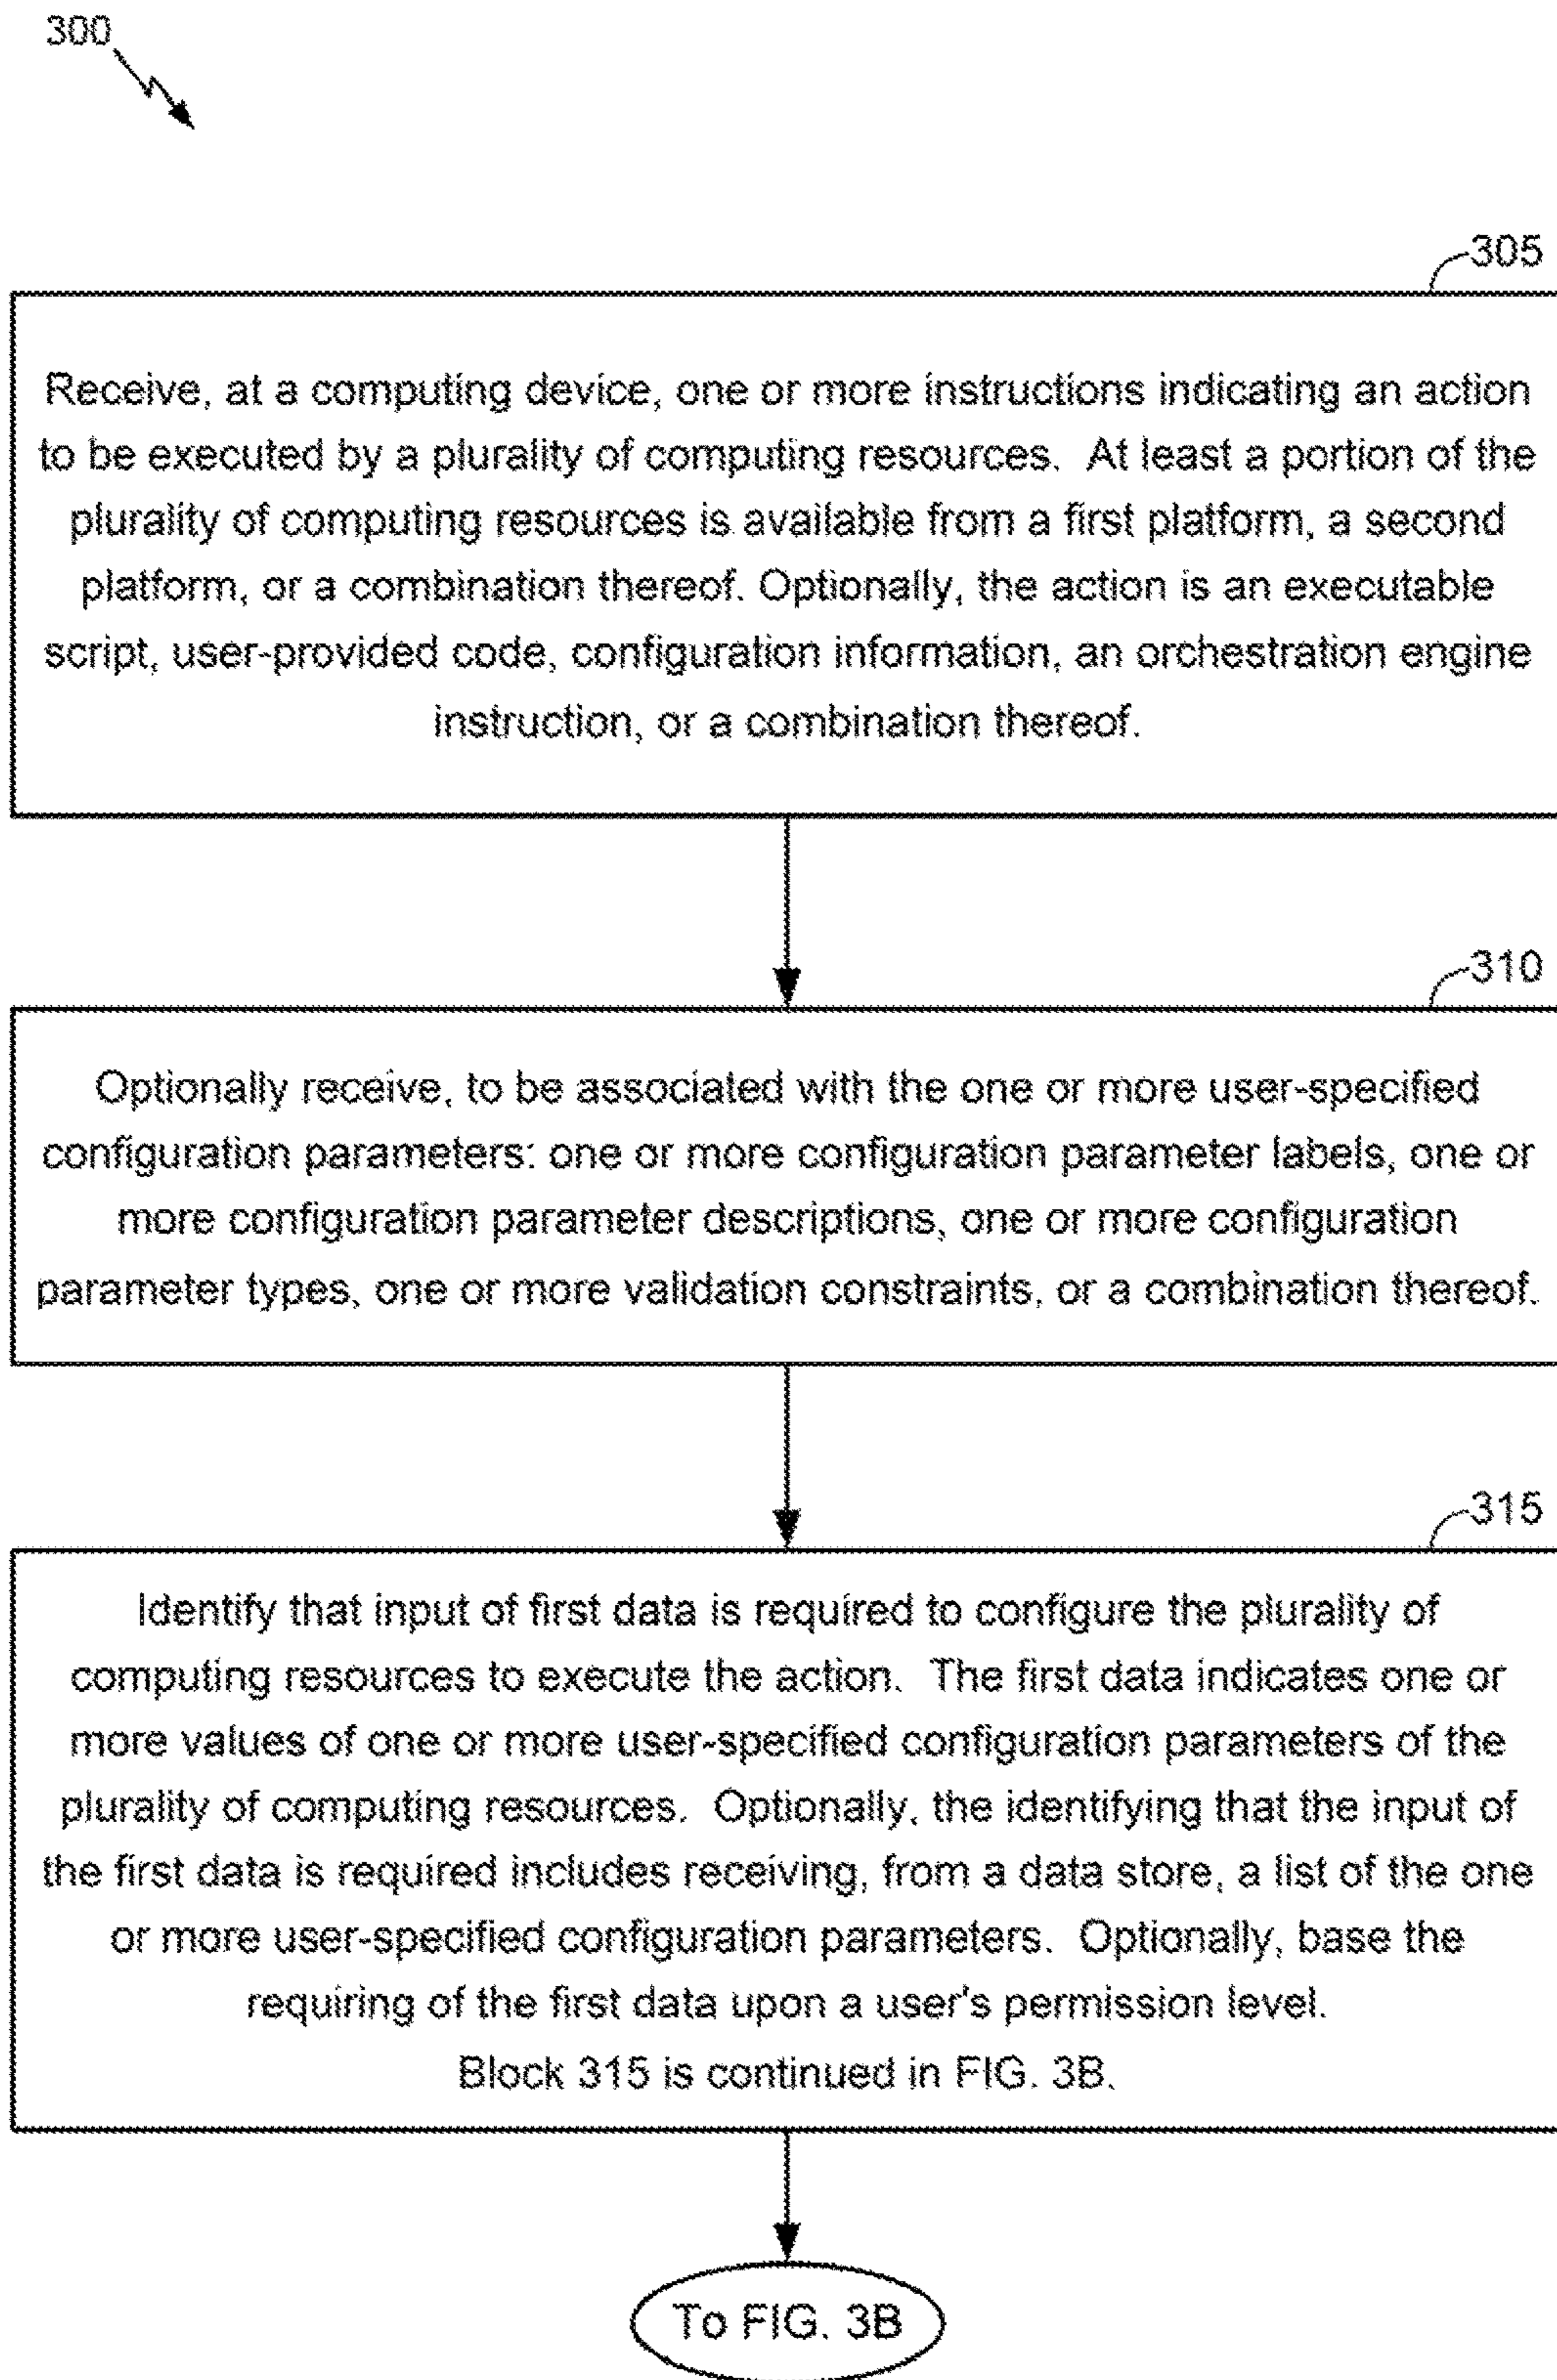 300
305
Receive, at a computing device, one or more instructions indicating an action
to be executed by a plurality of computing resources. At least a portion of the
plurality of computing resources is available from a first platform, a second
platform, or a combination thereof. Optionally, the action is an executable
script, user-provided code, configuration information, an orchestration engine
instruction, or a combination thereof.
310
Optionally receive, to be associated with the one or more user-specified
configuration parameters: one or more configuration parameter labels, one or
more configuration parameter descriptions, one or more configuration
parameter types, one or more validation constraints, or a combination thereof.
315
Identify that input of first data is required to configure the plurality of
computing resources to execute the action. The first data indicates one or
more values of one or more user-specified configuration parameters of the
plurality of computing resources. Optionally, the identifying that the input of
the first data is required includes receiving, from a data store, a list of the one
or more user-specified configuration parameters. Optionally, base the
requiring of the first data upon a user's permission level.
Block 315 is continued in FIG. 3B.
To FIG. 3B